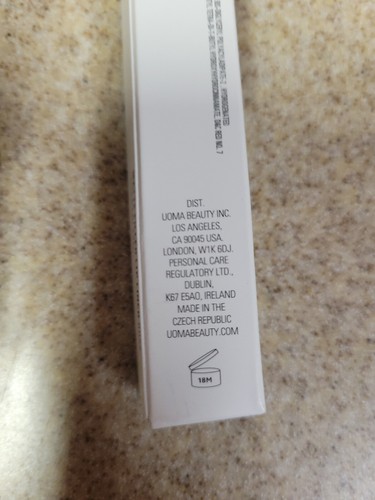 DIST.
UOMA BEAUTY INC.
LOS ANGELES,
CA 90045 USA.
LONDON, W1K 6DJ.
PERSONAL CARE
REGULATORY LTD.,
DUBLIN,
K67 E5A0, IRELAND
MADE IN THE
CZECH REPUBLIC
UOMABEAUTY.COM
18M